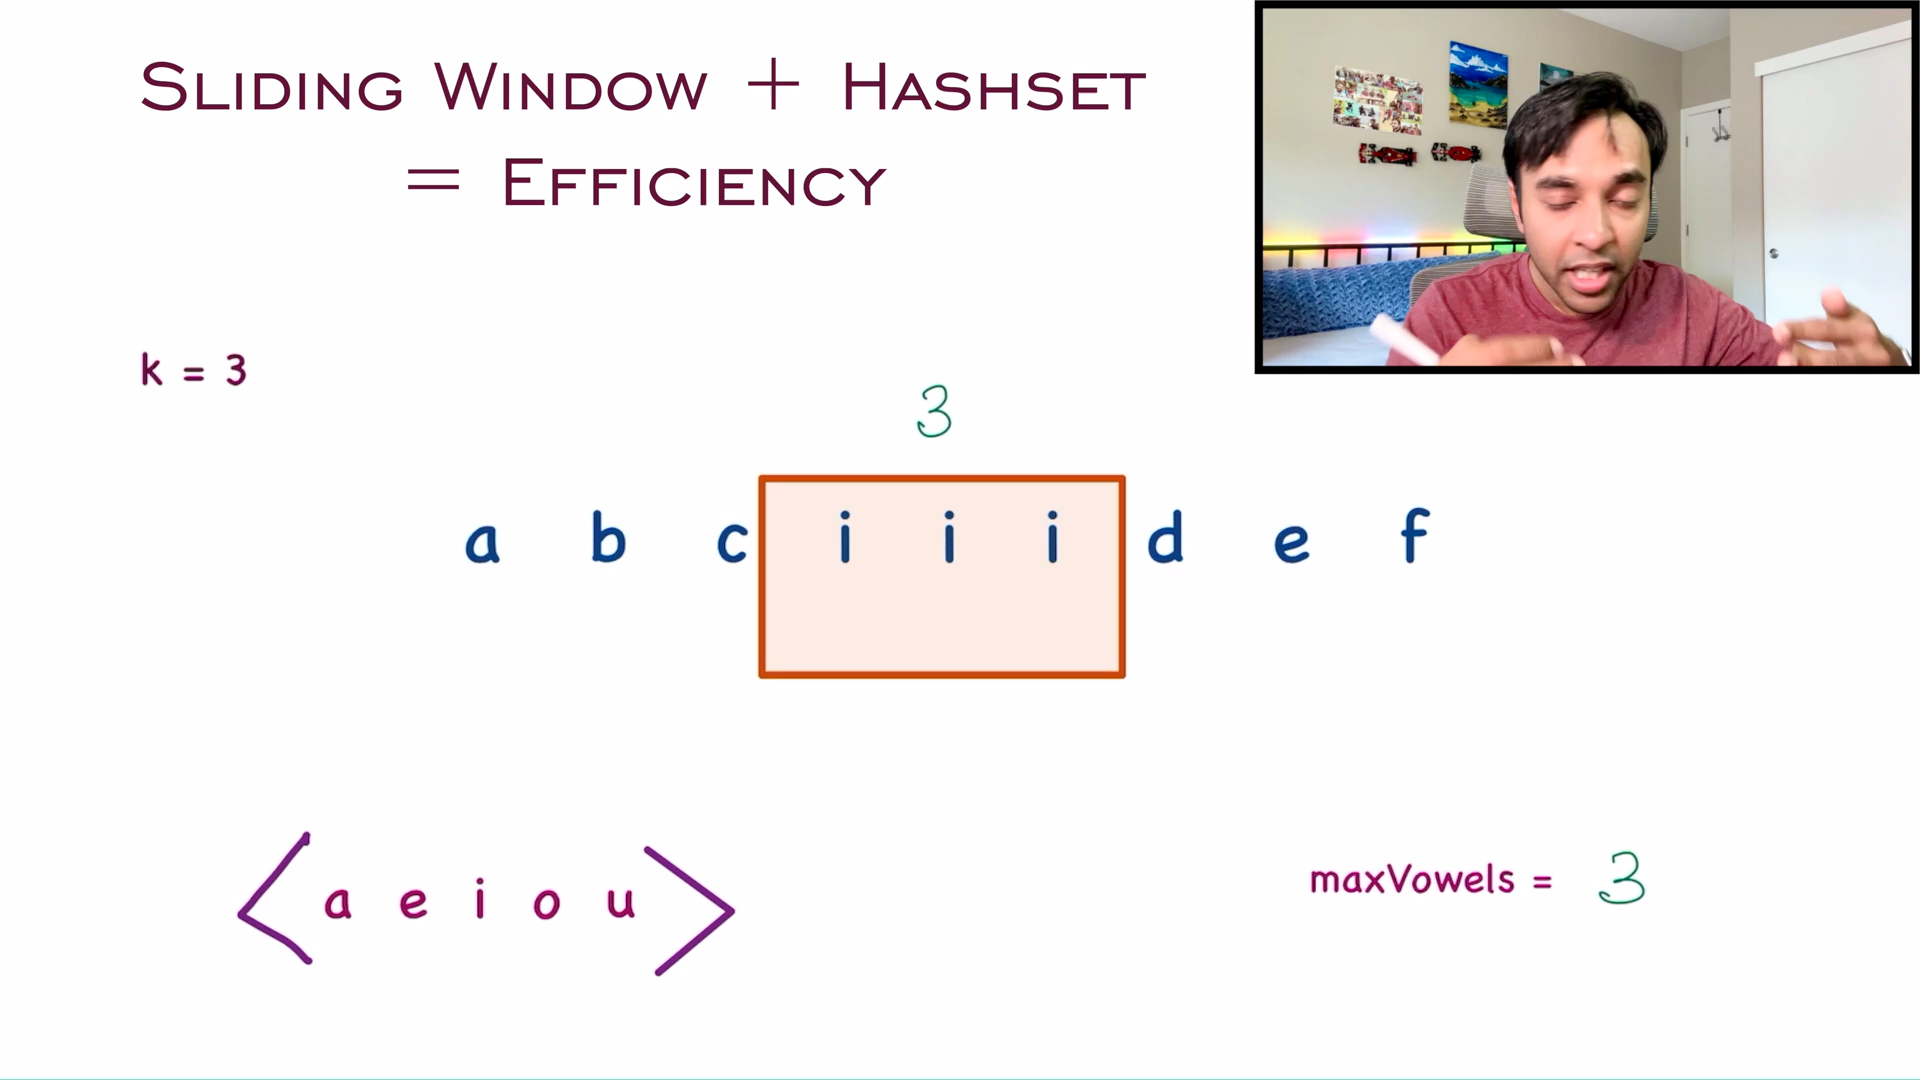 SLIDING WINDOW + HASHSET
= EFFICIENCY
k = 3
3
a b c i i i d e f
< a e i o u >
maxVowels = 3